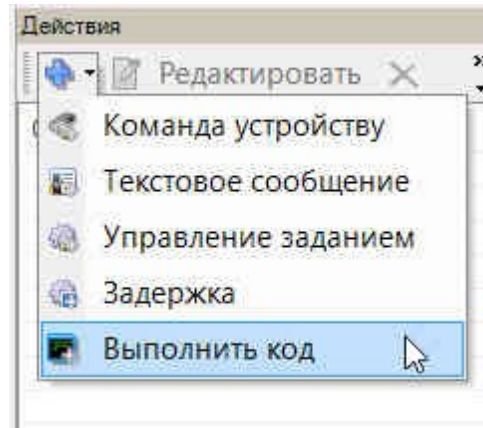 Действия
Редактировать
Команда устройству
Текстовое сообщение
Управление заданием
Задержка
Выполнить код